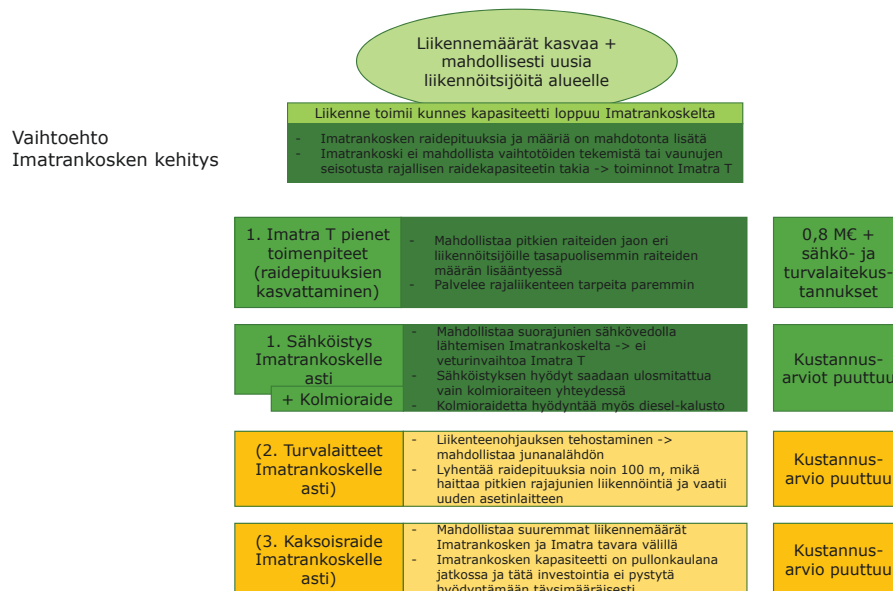 Liikennemäärät kasvaa +
mahdollisesti uusia
liikennöitsijöitä alueelle
Liikenne toimii kunnes kapasiteetti loppuu Imatrankoskelta
Vaihtoehto
Imatrankosken kehitys
- Imatrankosken raidepituuksia ja määriä on mahdotonta lisätä
- Imatrankoski ei mahdollista vaihtotöiden tekemistä tai vaunujen
seisotusta rajallisen raidekapasiteetin takia -> toiminnot Imatra T
1. Imatra T pienet
toimenpiteet
(raidepituuksien
kasvattaminen)
- Mahdollistaa pitkien raiteiden jaon eri
liikennöitsijöille tasapuolisemmin raiteiden
määrän lisääntyessä
- Palvelee rajaliikenteen tarpeita paremmin
0,8 M€ +
sähkö- ja
turvalaitekus-
tannukset
1. Sähköistys
Imatrankoskelle
asti
+ Kolmioraide
- Mahdollistaa suorajunien sähkövedolla
lähtemisen Imatrankoskelta -> ei
veturinvaihtoa Imatra T
- Sähköistyksen hyödyt saadaan ulosmitattua
vain kolmioraiteen yhteydessä
- Kolmioraidetta hyödyntää myös diesel-kalusto
Kustannus-
arviot puuttuu
(2. Turvalaitteet
Imatrankoskelle
asti)
- Liikenteenohjauksen tehostaminen ->
mahdollistaa junanalähdön
- Lyhentää raidepituuksia noin 100 m, mikä
haittaa pitkien rajajunien liikennöintiä ja vaatii
uuden asetinlaitteen
Kustannus-
arvio puuttuu
(3. Kaksoisraide
Imatrankoskelle
asti)
- Mahdollistaa suuremmat liikennemäärät
Imatrankosken ja Imatra tavara välillä
- Imatrankosken kapasiteetti on pullonkaulana
jatkossa ja tätä investointia ei pystytä
hyödyntämään täysimääräisesti
Kustannus-
arvio puuttuu